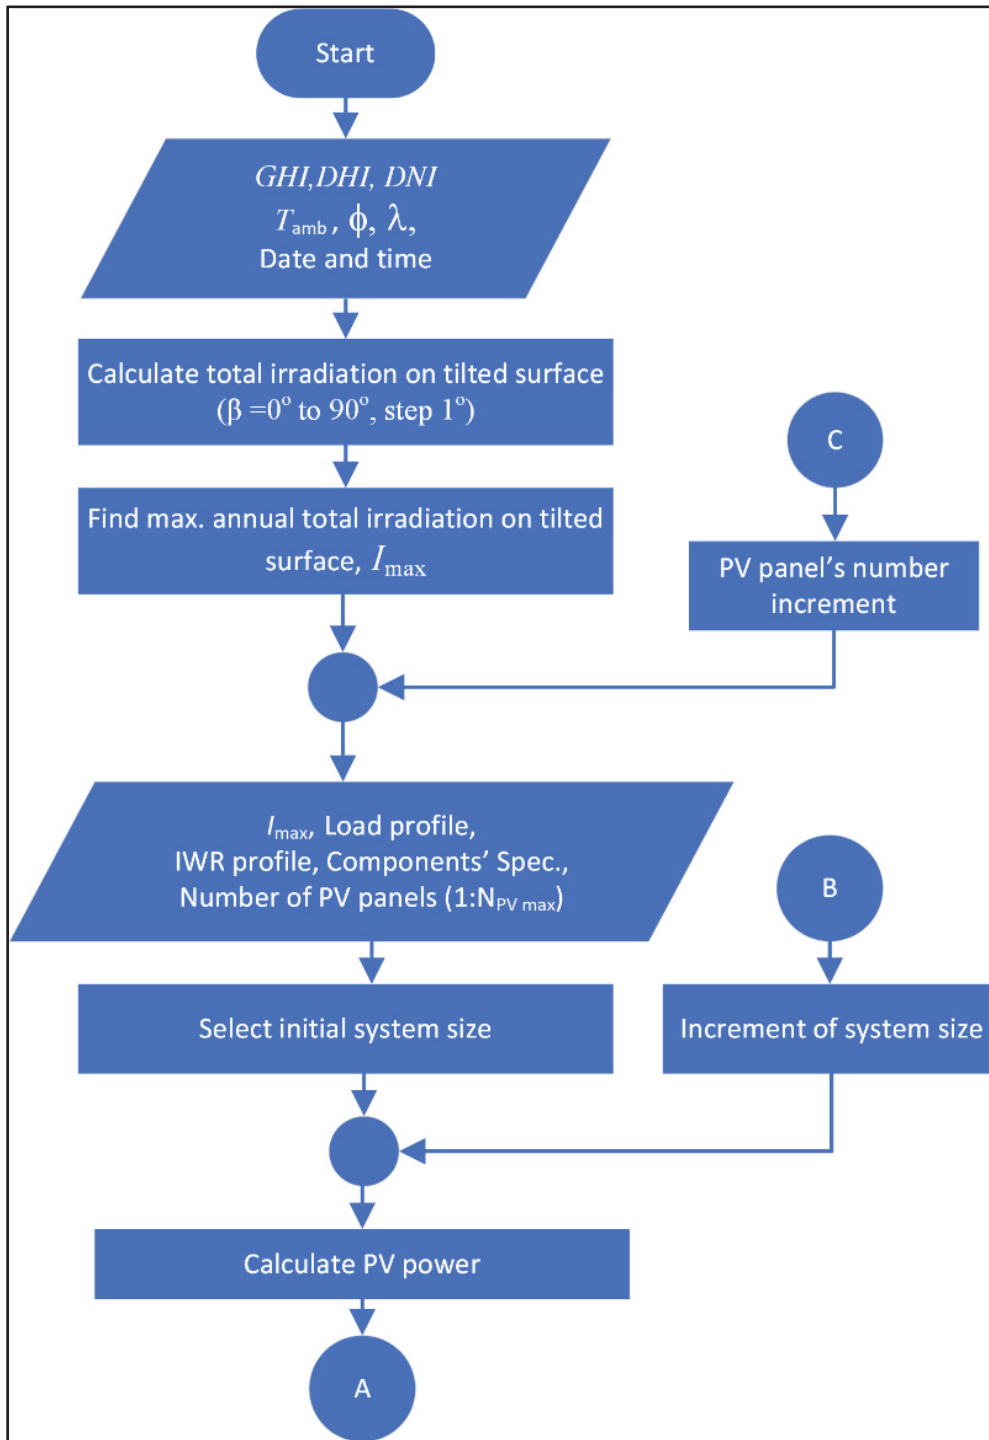 Start
GHI,DHI, DNI
Tamb, ϕ, λ,
Date and time
Calculate total irradiation on tilted surface
(β =0° to 90°, step 1°)
Find max. annual total irradiation on tilted
surface, Imax
C
PV panel’s number
increment
Imax, Load profile,
IWR profile, Components’ Spec.,
Number of PV panels (1:NPV max)
B
Select initial system size
Increment of system size
Calculate PV power
A